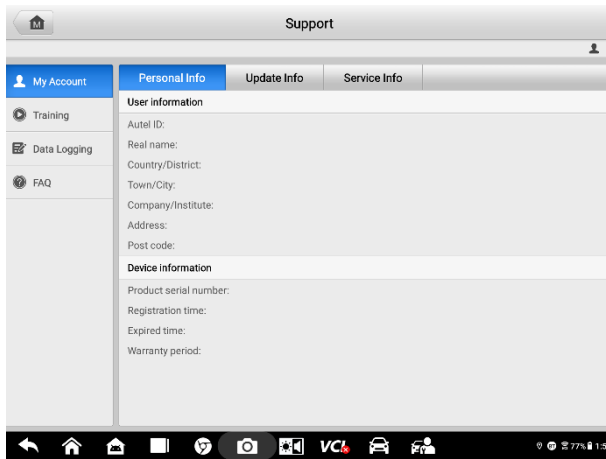 Support
My Account
Training
Data Logging
FAQ
Personal Info Update Info Service Info
User information
Autel ID:
Real name:
Country/District:
Town/City:
Company/Institute:
Address:
Post code:
Device information
Product serial number:
Registration time:
Expired time:
Warranty period:
M
VCI
77% 1:5